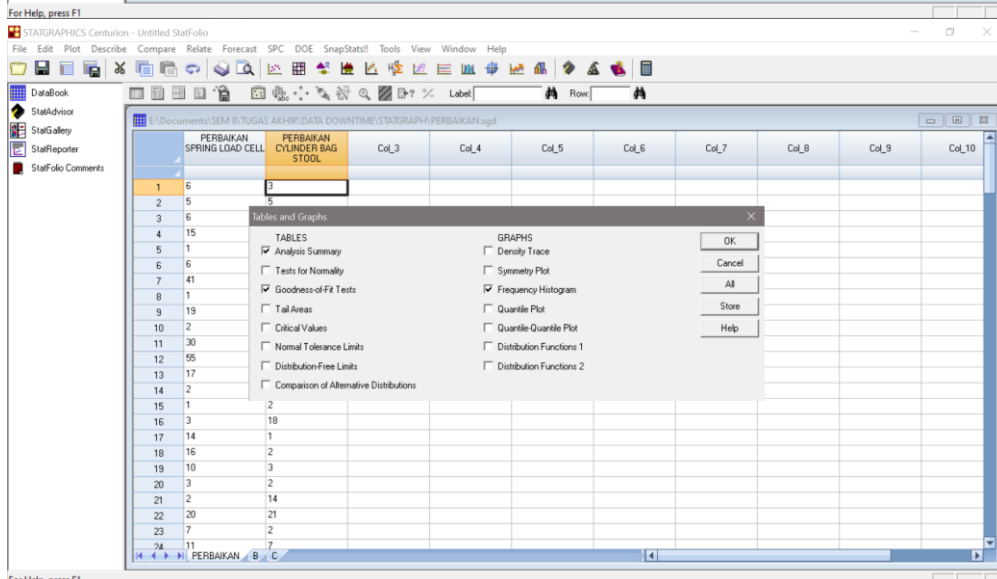 For Help, press F1
STATGRAPHICS Centurion - Untitled StatFolio
File Edit Plot Describe Compare Relate Forecast SPC DOE SnapStats!! Tools View Window Help
Label: Row:
DataBook
StatAdvisor
StatGallery
StatReporter
StatFolio Comments
E:\Documents\SEM 8\TUGAS AKHIR\DATA DOWNTIME\STATGRAPH\PERBAIKAN.sgd
PERBAIKAN SPRING LOAD CELL PERBAIKAN CYLINDER BAG STOOL Col_3 Col_4 Col_5 Col_6 Col_7 Col_8 Col_9 Col_10
1 6 3
2 5 5
3 6
4 15
5 1
6 6
7 41
8 1
9 19
10 2
11 30
12 55
13 17
14 2
15 1 2
16 3 18
17 14 1
18 16 2
19 10 3
20 3 2
21 2 14
22 20 21
23 7 2
24 11 7
Tables and Graphs
TABLES
Analysis Summary
Tests for Normality
Goodness-of-Fit Tests
Tail Areas
Critical Values
Normal Tolerance Limits
Distribution-Free Limits
Comparison of Alternative Distributions
GRAPHS
Density Trace
Symmetry Plot
Frequency Histogram
Quantile Plot
Quantile-Quantile Plot
Distribution Functions 1
Distribution Functions 2
OK
Cancel
All
Store
Help
PERBAIKAN B C
For Help, press F1